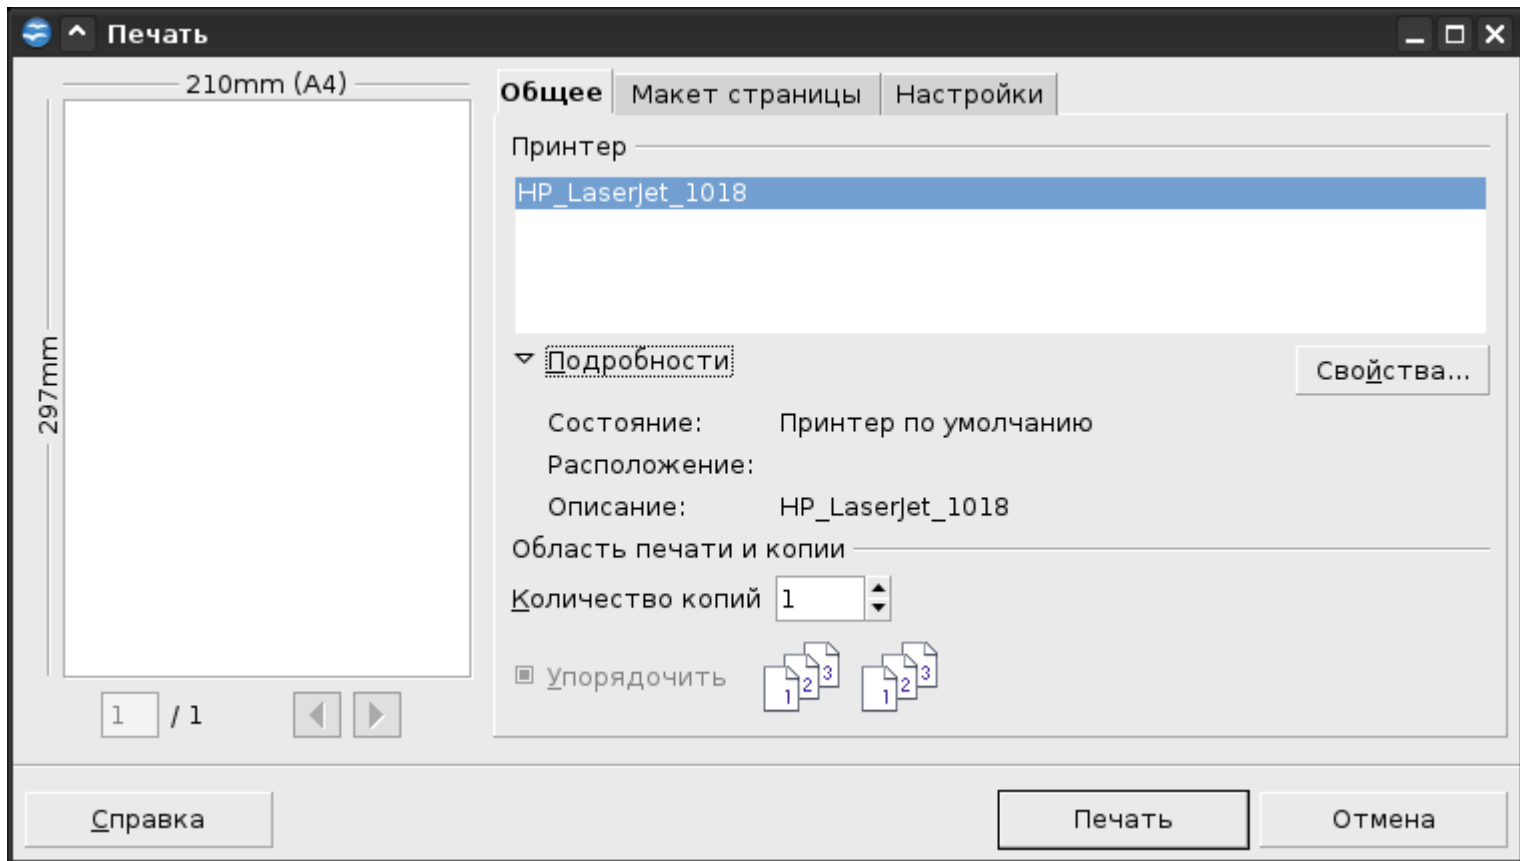 Печать
210mm (A4)
297mm
1 / 1
Общее Макет страницы Настройки
Принтер
HP_LaserJet_1018
Подробности
Свойства...
Состояние: Принтер по умолчанию
Расположение:
Описание: HP_LaserJet_1018
Область печати и копии
Количество копий 1
Упорядочить 1 2 3 1 2 3
Справка Печать Отмена